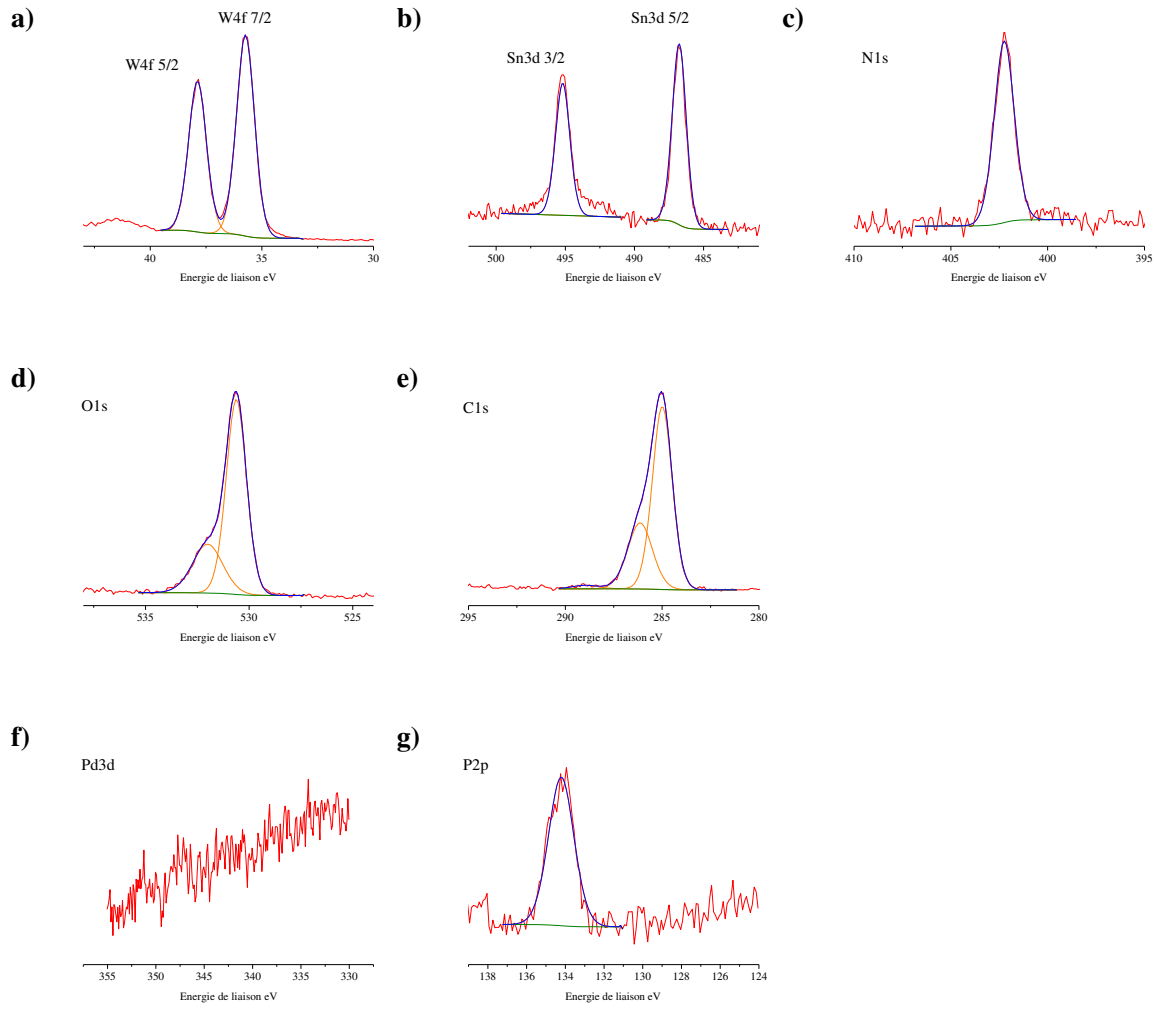 a)
W4f 7/2
W4f 5/2
40 35 30
Energie de liaison eV
b)
Sn3d 5/2
Sn3d 3/2
500 495 490 485
Energie de liaison eV
c)
N1s
410 405 400 395
Energie de liaison eV
d)
O1s
535 530 525
Energie de liaison eV
e)
C1s
295 290 285 280
Energie de liaison eV
f)
Pd3d
355 350 345 340 335 330
Energie de liaison eV
g)
P2p
138 136 134 132 130 128 126 124
Energie de liaison eV